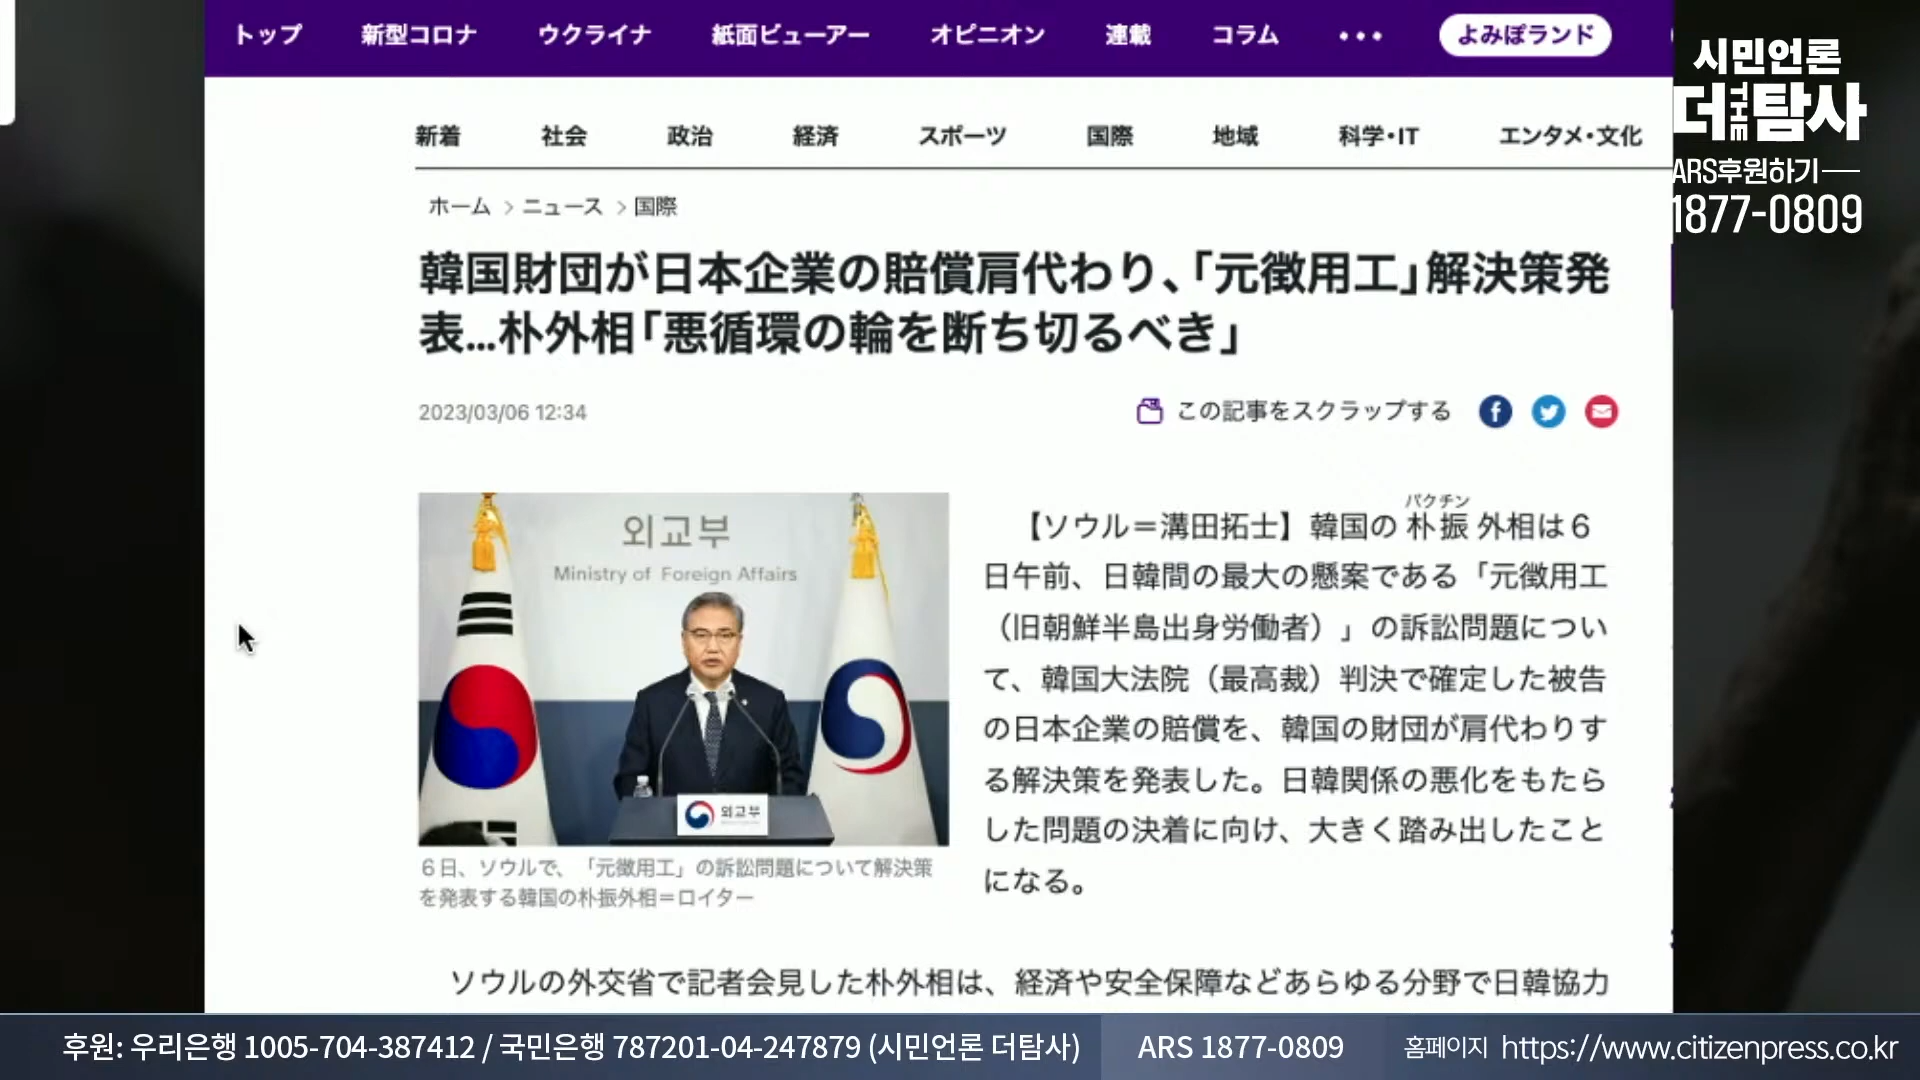 トップ 新型コロナ ウクライナ 紙面ビューアー オピニオン 連載 コラム ••• よみぽランド
시민언론
더탐사
THE
ARS후원하기
1877-0809
新着 社会 政治 経済 スポーツ 国際 地域 科学・IT エンタメ・文化
ホーム > ニュース > 国際
韓国財団が日本企業の賠償肩代わり、「元徴用工」解決策発
表…朴外相「悪循環の輪を断ち切るべき」
2023/03/06 12:34
この記事をスクラップする
외교부
Ministry of Foreign Affairs
외교부
6日、ソウルで、「元徴用工」の訴訟問題について解決策
を発表する韓国の朴振外相=ロイター
パクチン
【ソウル=溝田拓士】韓国の朴振外相は6
日午前、日韓間の最大の懸案である「元徴用工
（旧朝鮮半島出身労働者）」の訴訟問題につい
て、韓国大法院（最高裁）判決で確定した被告
の日本企業の賠償を、韓国の財団が肩代わりす
る解決策を発表した。日韓関係の悪化をもたら
した問題の決着に向け、大きく踏み出したこと
になる。
ソウルの外交省で記者会見した朴外相は、経済や安全保障などあらゆる分野で日韓協力
후원: 우리은행 1005-704-387412 / 국민은행 787201-04-247879 (시민언론 더탐사)
ARS 1877-0809
홈페이지 https://www.citizenpress.co.kr